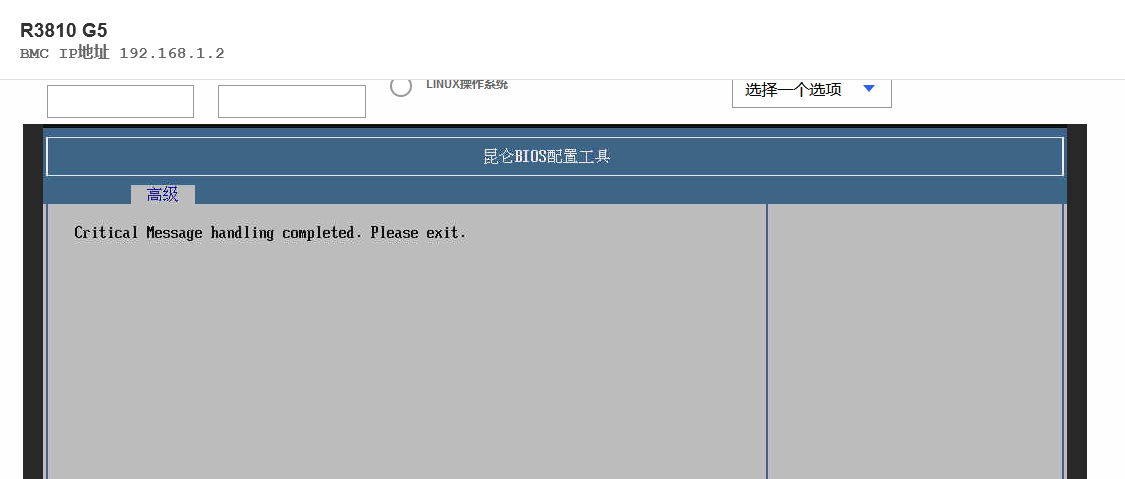 R3810 G5
BMC IP地址 192.168.1.2
LINUX操作系统
选择一个选项
昆仑BIOS配置工具
高级
Critical Message handling completed. Please exit.